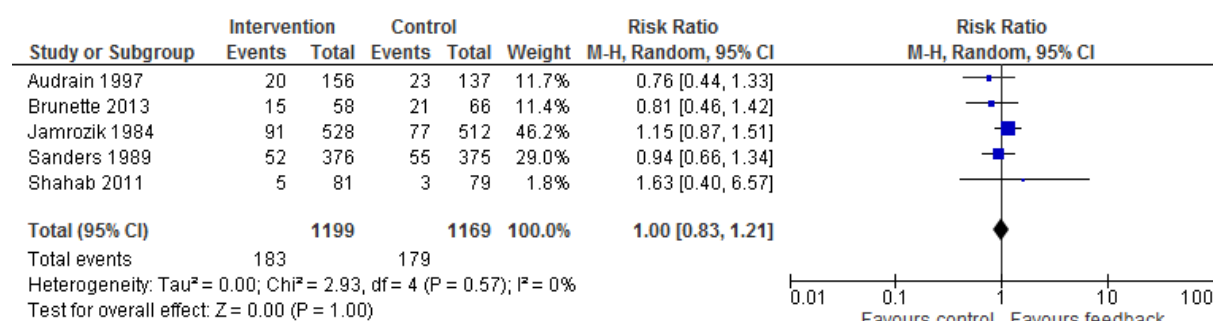 Intervention Control Risk Ratio Risk Ratio
Study or Subgroup Events Total Events Total Weight M-H, Random, 95% CI M-H, Random, 95% CI
Audrain 1997 20 156 23 137 11.7% 0.76 [0.44, 1.33]
Brunette 2013 15 58 21 66 11.4% 0.81 [0.46, 1.42]
Jamrozik 1984 91 528 77 512 46.2% 1.15 [0.87, 1.51]
Sanders 1989 52 376 55 375 29.0% 0.94 [0.66, 1.34]
Shahab 2011 5 81 3 79 1.8% 1.63 [0.40, 6.57]
Total (95% CI) 1199 1169 100.0% 1.00 [0.83, 1.21]
Total events 183 179
Heterogeneity: Tau² = 0.00; Chi² = 2.93, df = 4 (P = 0.57); I² = 0%
Test for overall effect: Z = 0.00 (P = 1.00)
0.01 0.1 1 10 100
Favours control Favours feedback